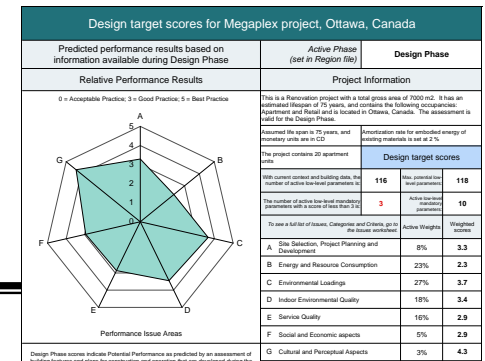 Design target scores for Megaplex project, Ottawa, Canada
Predicted performance results based on
information available during Design Phase
Active Phase
(set in Region file)
Design Phase
Relative Performance Results
Project Information
0 = Acceptable Practice; 3 = Good Practice; 5 = Best Practice
This is a Renovation project with a total gross area of 7000 m2. It has an
estimated lifespan of 75 years, and contains the following occupancies:
Apartment and Retail and is located in Ottawa, Canada. The assessment is
valid for the Design Phase.
Assumed life span is 75 years, and
monetary units are in CD
Amortization rate for embodied energy of
existing materials is set at 2 %
The project contains 20 apartment
units
Design target scores
With current context and building data, the
number of active low-level parameters is:
116
Max. potential low-
level parameters:
118
The number of active low-level mandatory
parameters with a score of less than 3 is:
3
Active low-level
mandatory
parameters:
10
To see a full list of Issues, Categories and Criteria, go to
the Issues worksheet.
Active Weights
Weighted
scores
A Site Selection, Project Planning and
Development 8% 3.3
B Energy and Resource Consumption 23% 2.3
C Environmental Loadings 27% 3.7
D Indoor Environmental Quality 18% 3.4
E Service Quality 16% 2.9
F Social and Economic aspects 5% 2.9
G Cultural and Perceptual Aspects 3% 4.3
A
B
C
D
E
F
G
5
4
3
2
1
0
Performance Issue Areas
Design Phase scores indicate Potential Performance as predicted by an assessment of